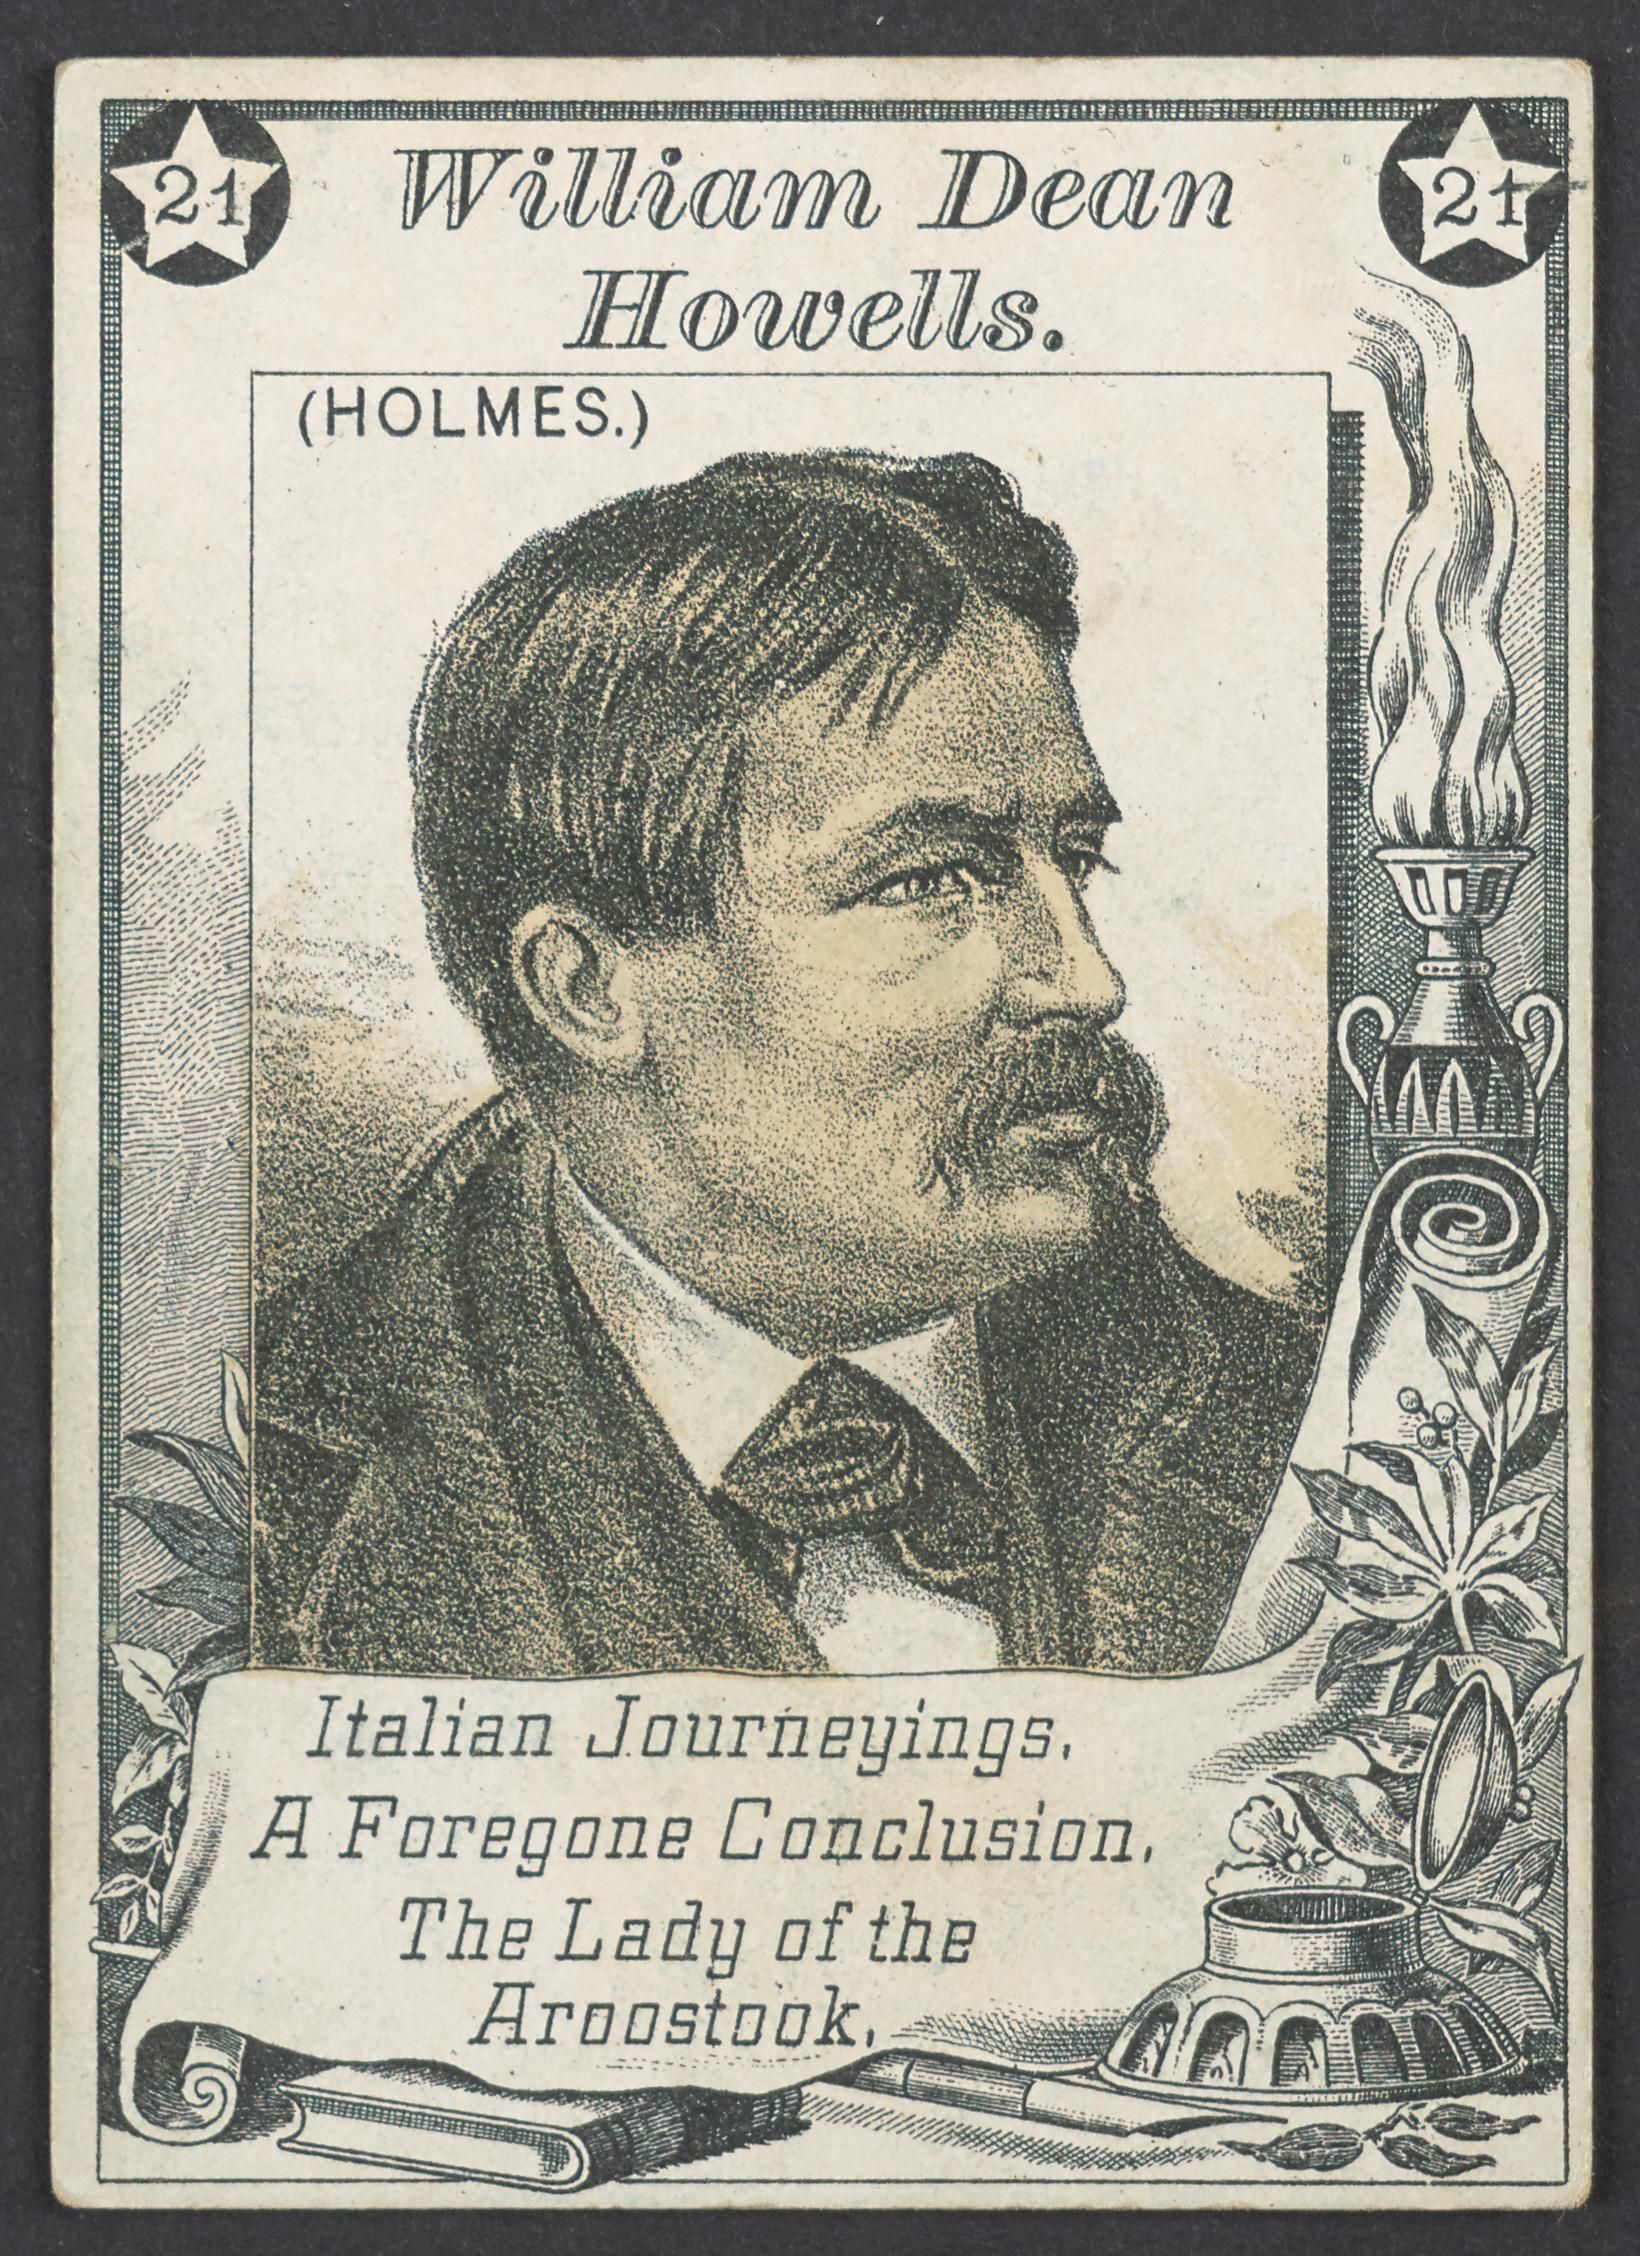 21
21
William Dean
Howells.
(HOLMES.)
Italian Journeyings.
A Foregone Conclusion.
The Lady of the
Aroostook.